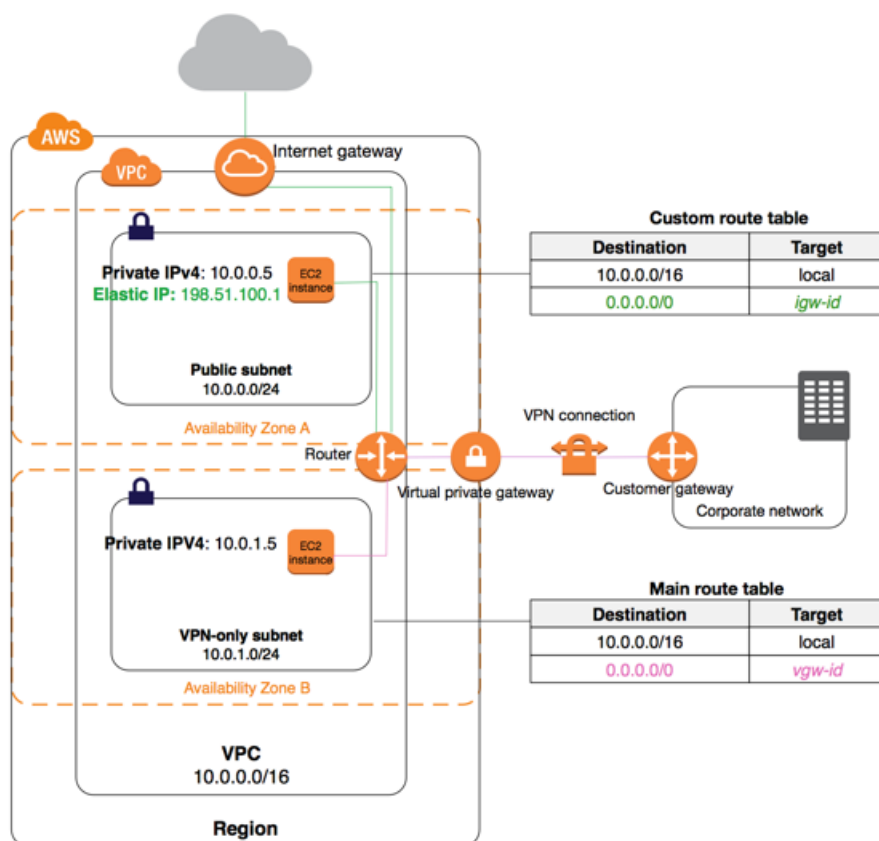 AWS
Internet gateway
VPC
Private IPv4: 10.0.0.5
Elastic IP: 198.51.100.1
EC2
instance
Public subnet
10.0.0.0/24
Availability Zone A
Custom route table
Destination Target
10.0.0.0/16 local
0.0.0.0/0 igw-id
Router
Virtual private gateway
VPN connection
Customer gateway
Corporate network
Private IPV4: 10.0.1.5
EC2
instance
VPN-only subnet
10.0.1.0/24
Availability Zone B
Main route table
Destination Target
10.0.0.0/16 local
0.0.0.0/0 vgw-id
VPC
10.0.0.0/16
Region